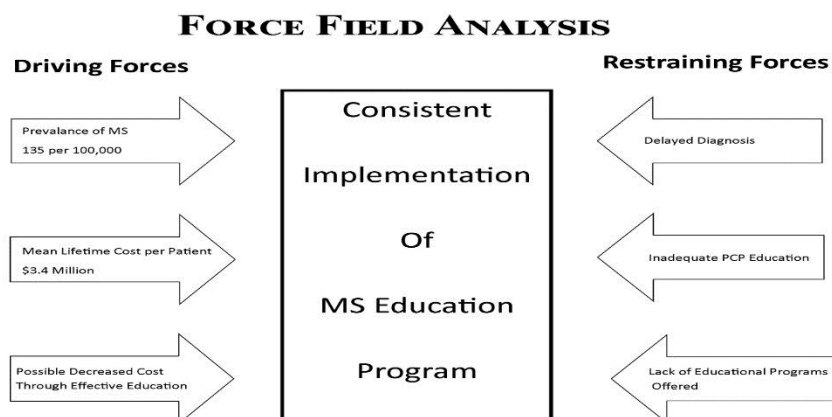 FORCE FIELD ANALYSIS
Driving Forces
Restraining Forces
Prevalance of MS
135 per 100,000
Mean Lifetime Cost per Patient
$3.4 Million
Possible Decreased Cost
Through Effective Education
Consistent
Implementation
Of
MS Education
Program
Delayed Diagnosis
Inadequate PCP Education
Lack of Educational Programs
Offered